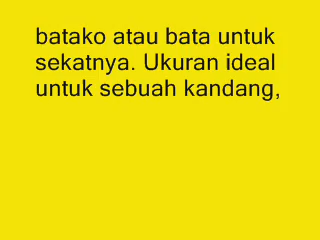 batako atau bata untuk
sekatnya. Ukuran ideal
untuk sebuah kandang,